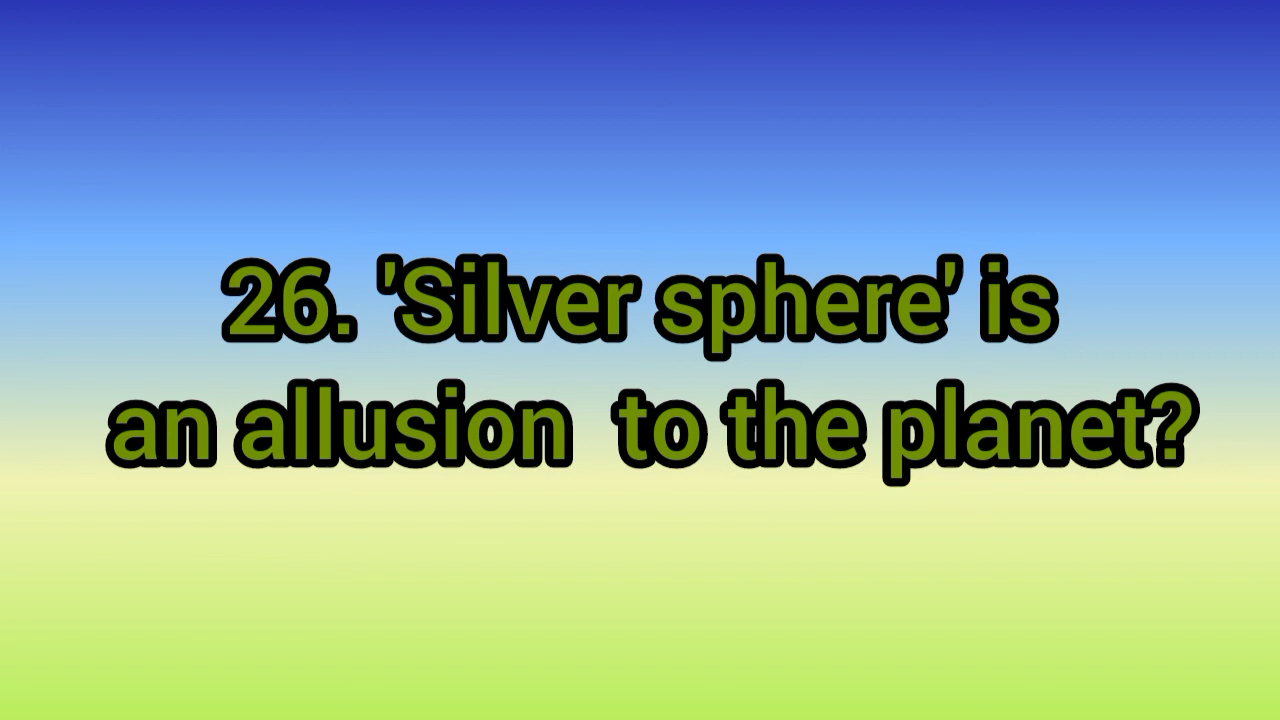 26. 'Silver sphere' is
an allusion  to the planet?